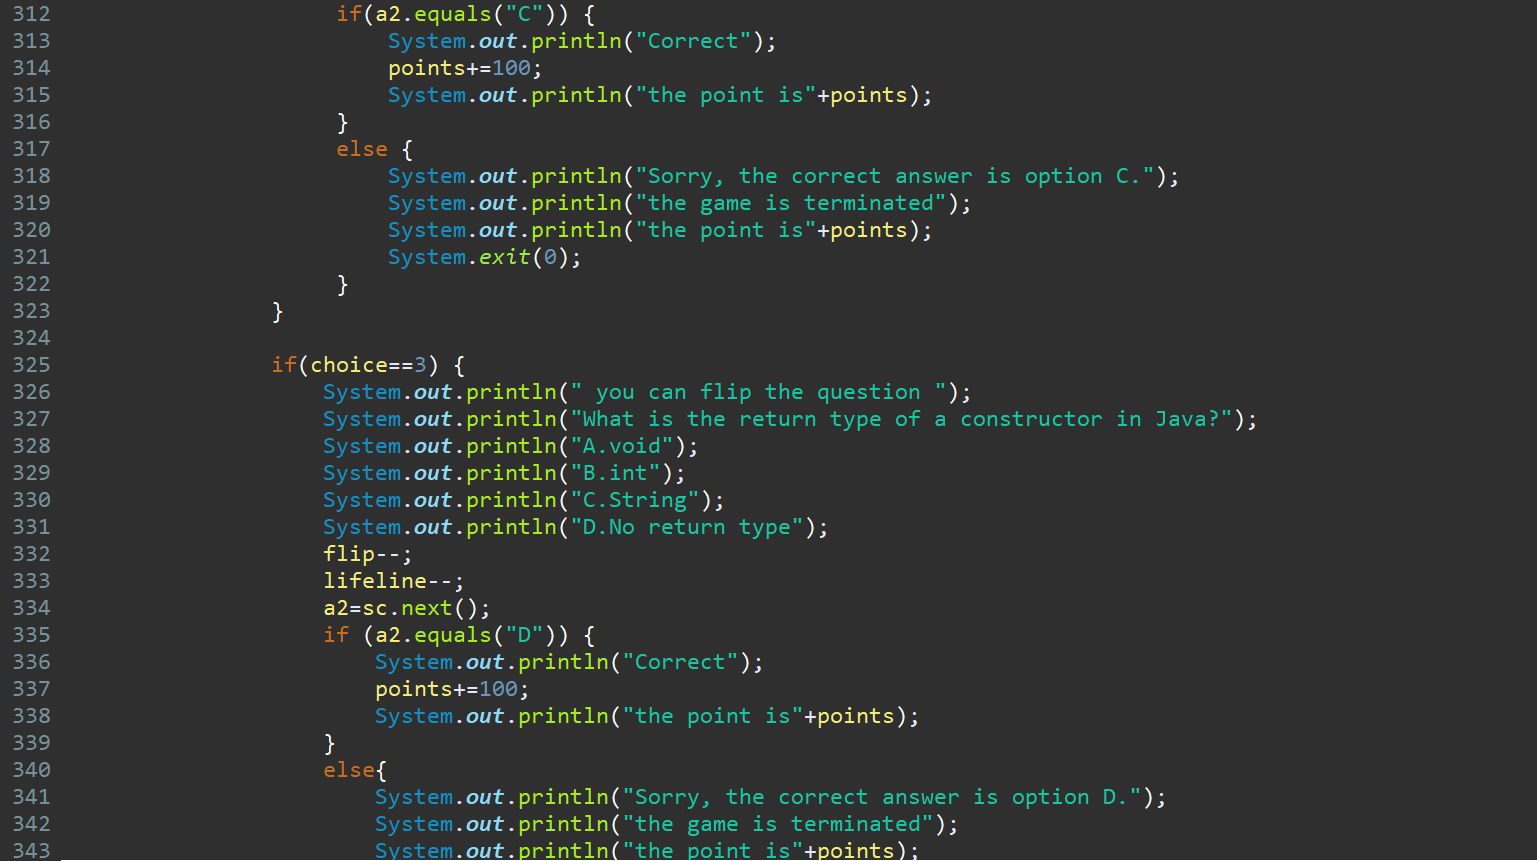 312 if(a2.equals("C")) {
313 System.out.println("Correct");
314 points+=100;
315 System.out.println("the point is"+points);
316 }
317 else {
318 System.out.println("Sorry, the correct answer is option C.");
319 System.out.println("the game is terminated");
320 System.out.println("the point is"+points);
321 System.exit(0);
322 }
323 }
324
325 if(choice==3) {
326 System.out.println(" you can flip the question ");
327 System.out.println("What is the return type of a constructor in Java?");
328 System.out.println("A.void");
329 System.out.println("B.int");
330 System.out.println("C.String");
331 System.out.println("D.No return type");
332 flip--;
333 lifeline--;
334 a2=sc.next();
335 if (a2.equals("D")) {
336 System.out.println("Correct");
337 points+=100;
338 System.out.println("the point is"+points);
339 }
340 else{
341 System.out.println("Sorry, the correct answer is option D.");
342 System.out.println("the game is terminated");
343 System.out.println("the point is"+points);